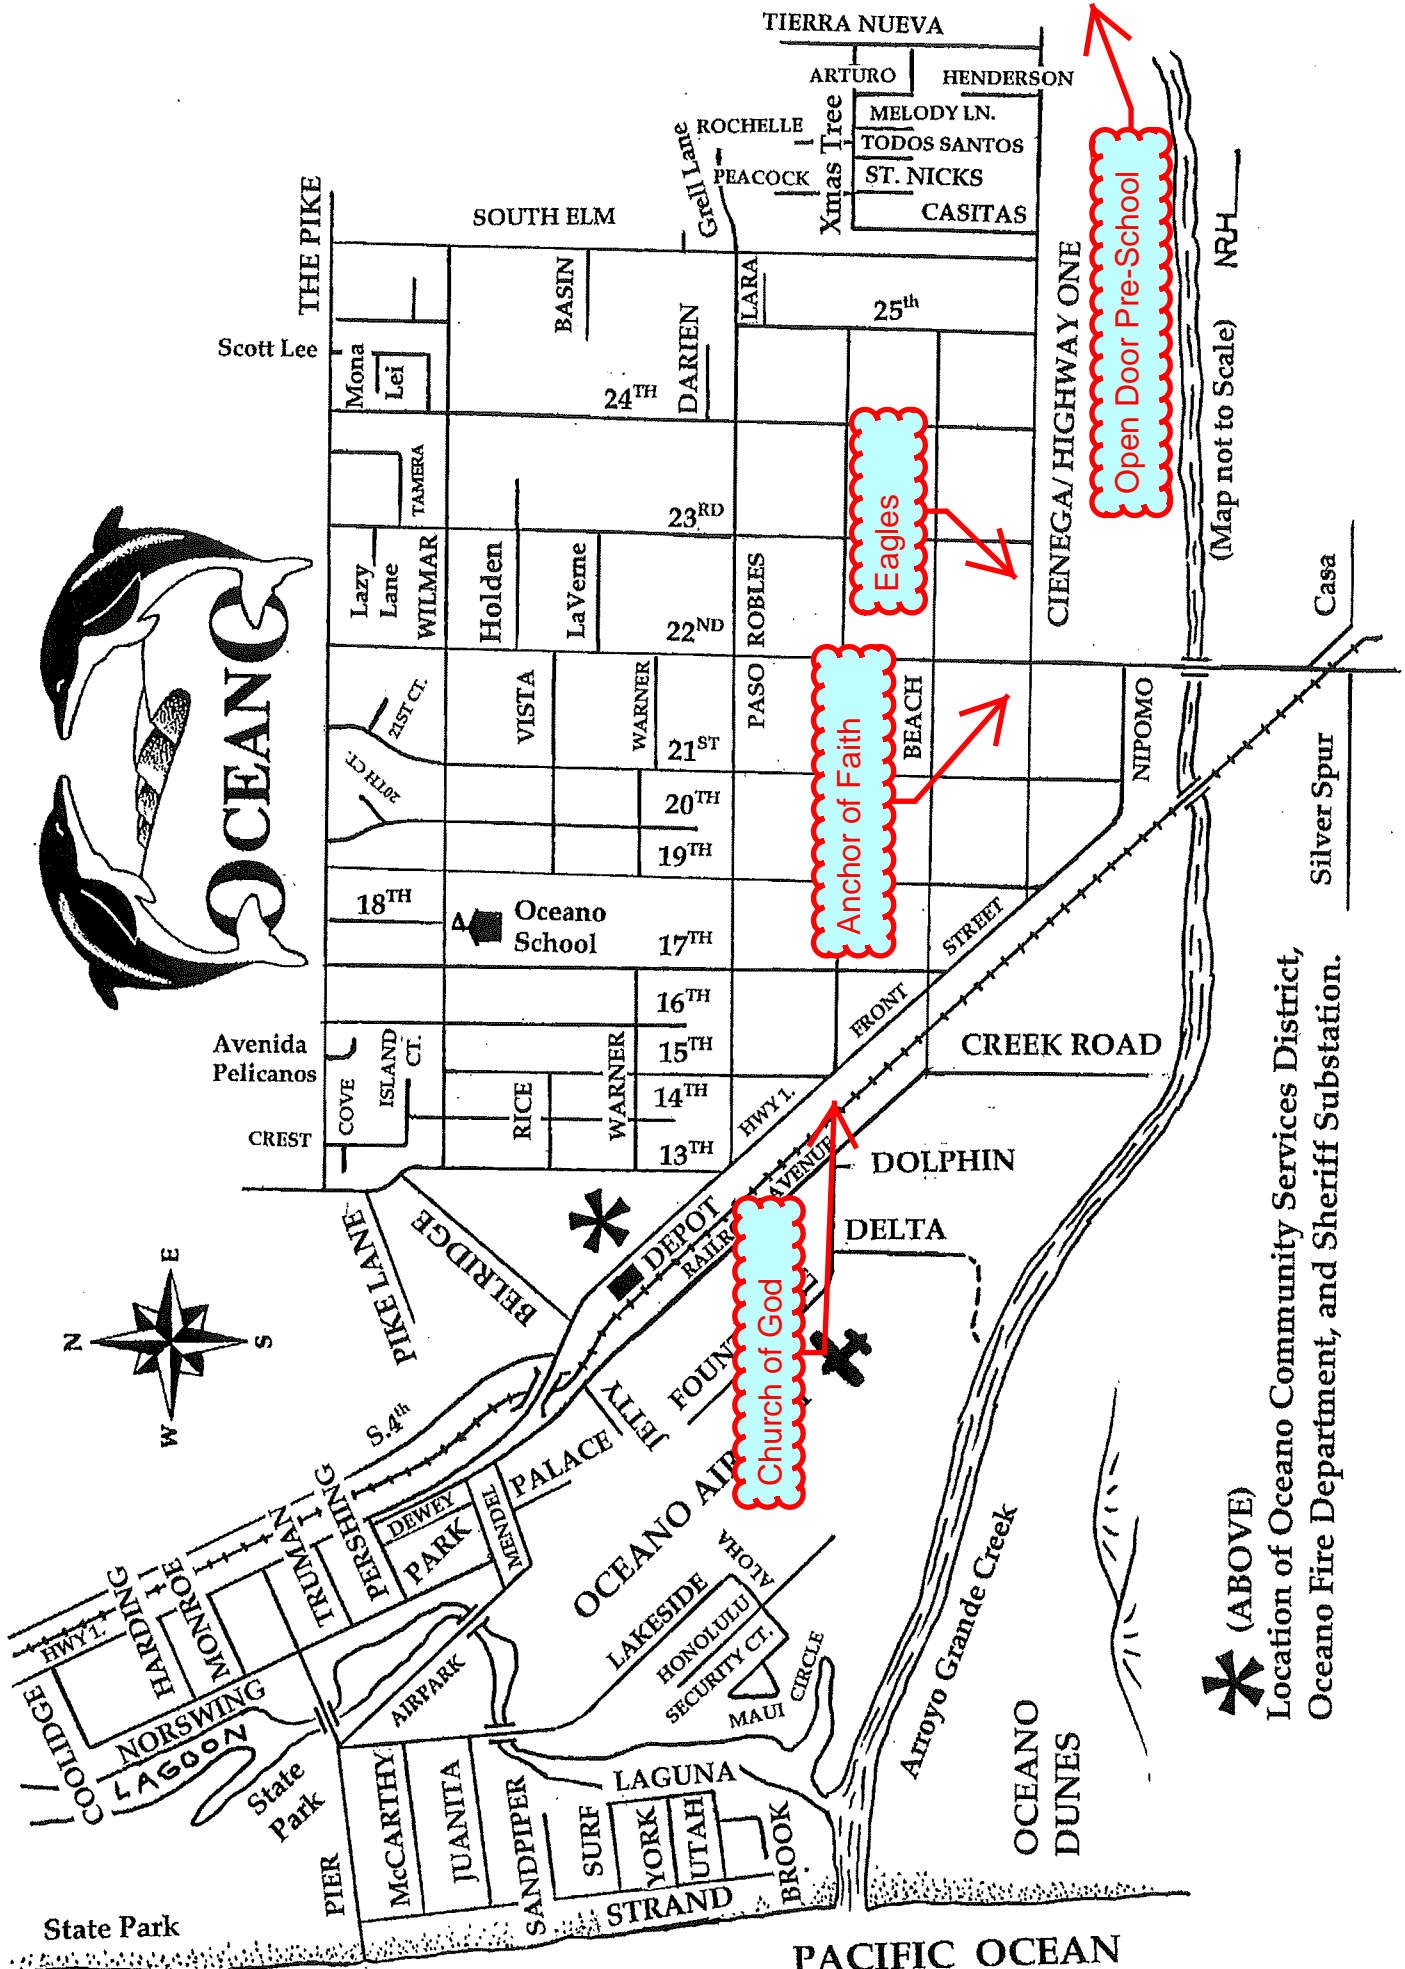 TIERRA NUEVA
ARTURO
HENDERSON
MELODY LN.
ROCHELLE
TODOS SANTOS
PEACOCK
ST. NICKS
Xmas Tree
CASITAS
Grell Lane
SOUTH ELM
THE PIKE
BASIN
LARA
25th
DARIEN
Scott Lee
Mona
Lei
24TH
TAMERA
23RD
Lazy
Lane
WILMAR
Holden
LaVerne
22ND
PASO ROBLES
Eagles
CIENEGA/ HIGHWAY ONE
Open Door Pre-School
NRH
(Map not to Scale)
Casa
OCEANO
21ST CT.
20TH CT.
VISTA
WARNER
21ST
BEACH
NIPOMO
20TH
19TH
Anchor of Faith
Silver Spur
18TH
Oceano
School
17TH
STREET
FRONT
16TH
Avenida
Pelicanos
ISLAND
CT.
15TH
CREEK ROAD
COVE
CREST
RICE
WARNER
14TH
13TH
HWY 1.
AVENUE
DOLPHIN
DELTA
DEPOT
RAILR
PIKE LANE
BELRIDGE
N
E
S
W
Church of God
FOUNT
JETTY
S.4th
PALACE
OCEANO AIR
MENDEL
DEWEY
PARK
PERSHING
TRUMAN
MONROE
HARDING
HWY 1.
COOLIDGE
NORSWING
LAGOON
State
Park
AIRPARK
LAKESIDE
ALOHA
HONOLULU
SECURITY CT.
MAUI
CIRCLE
Arroyo Grande Creek
PIER
McCARTHY
JUANITA
SANDPIPER
SURF
YORK
UTAH
LAGUNA
BROOK
STRAND
State Park
OCEANO
DUNES
PACIFIC OCEAN
(ABOVE)
Location of Oceano Community Services District,
Oceano Fire Department, and Sheriff Substation.